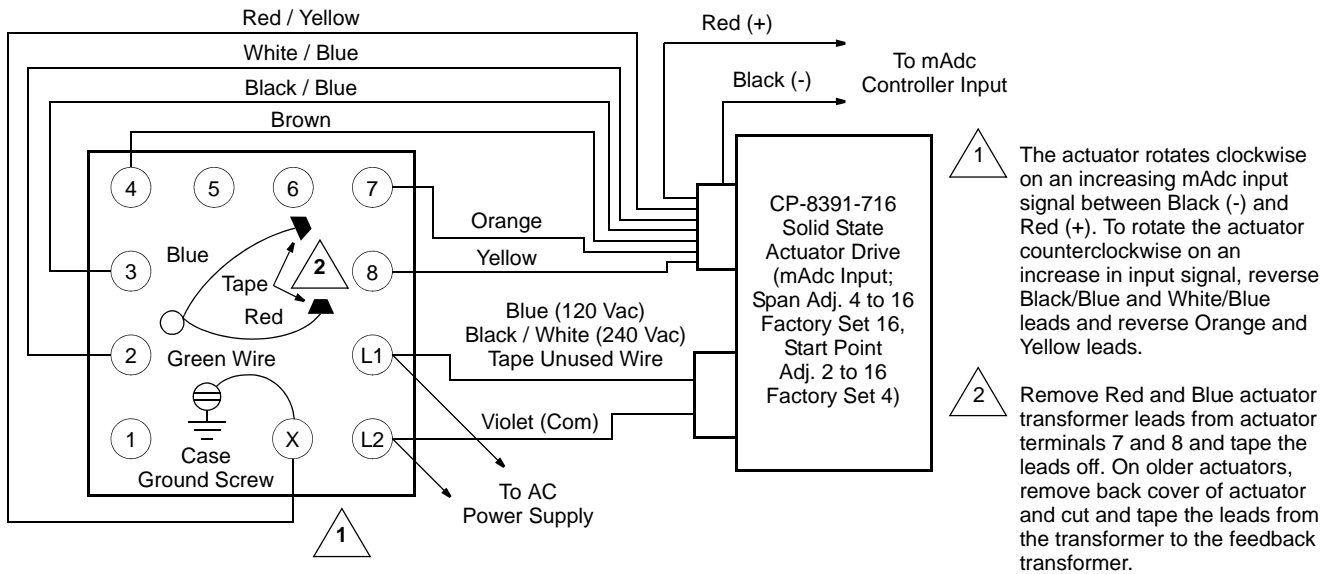 Red / Yellow
White / Blue
Black / Blue
Brown
Red (+)
Black (-)
To mAdc
Controller Input
4
5
6
7
3
8
2
L1
1
X
L2
Blue
Tape
2
Red
Green Wire
Case
Ground Screw
1
Orange
Yellow
Blue (120 Vac)
Black / White (240 Vac)
Tape Unused Wire
Violet (Com)
To AC
Power Supply
CP-8391-716
Solid State
Actuator Drive
(mAdc Input;
Span Adj. 4 to 16
Factory Set 16,
Start Point
Adj. 2 to 16
Factory Set 4)
1
The actuator rotates clockwise
on an increasing mAdc input
signal between Black (-) and
Red (+). To rotate the actuator
counterclockwise on an
increase in input signal, reverse
Black/Blue and White/Blue
leads and reverse Orange and
Yellow leads.
2
Remove Red and Blue actuator
transformer leads from actuator
terminals 7 and 8 and tape the
leads off. On older actuators,
remove back cover of actuator
and cut and tape the leads from
the transformer to the feedback
transformer.